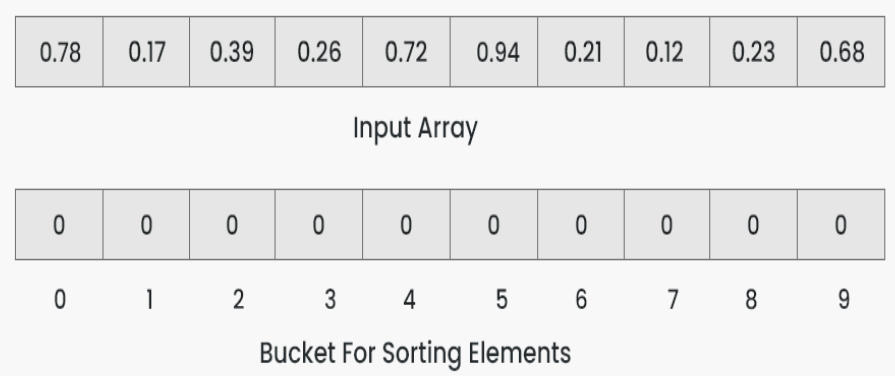 0.78 0.17 0.39 0.26 0.72 0.94 0.21 0.12 0.23 0.68
Input Array
0 0 0 0 0 0 0 0 0 0
0 1 2 3 4 5 6 7 8 9
Bucket For Sorting Elements